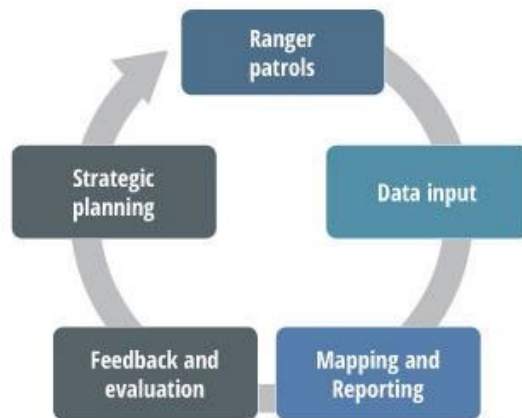 Ranger
patrols
Data input
Mapping and
Reporting
Feedback and
evaluation
Strategic
planning